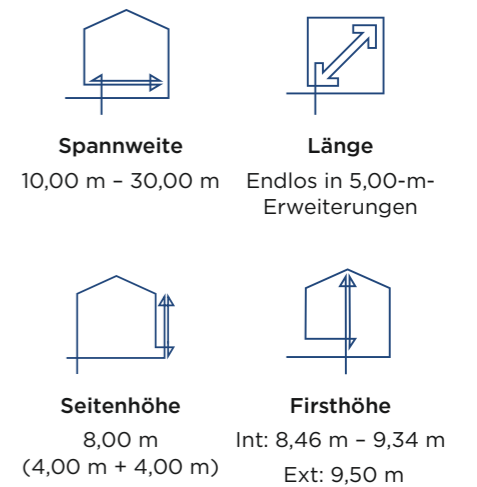 Spannweite
10,00 m – 30,00 m
Länge
Endlos in 5,00-m-
Erweiterungen
Seitenhöhe
8,00 m
(4,00 m + 4,00 m)
Firsthöhe
Int: 8,46 m – 9,34 m
Ext: 9,50 m